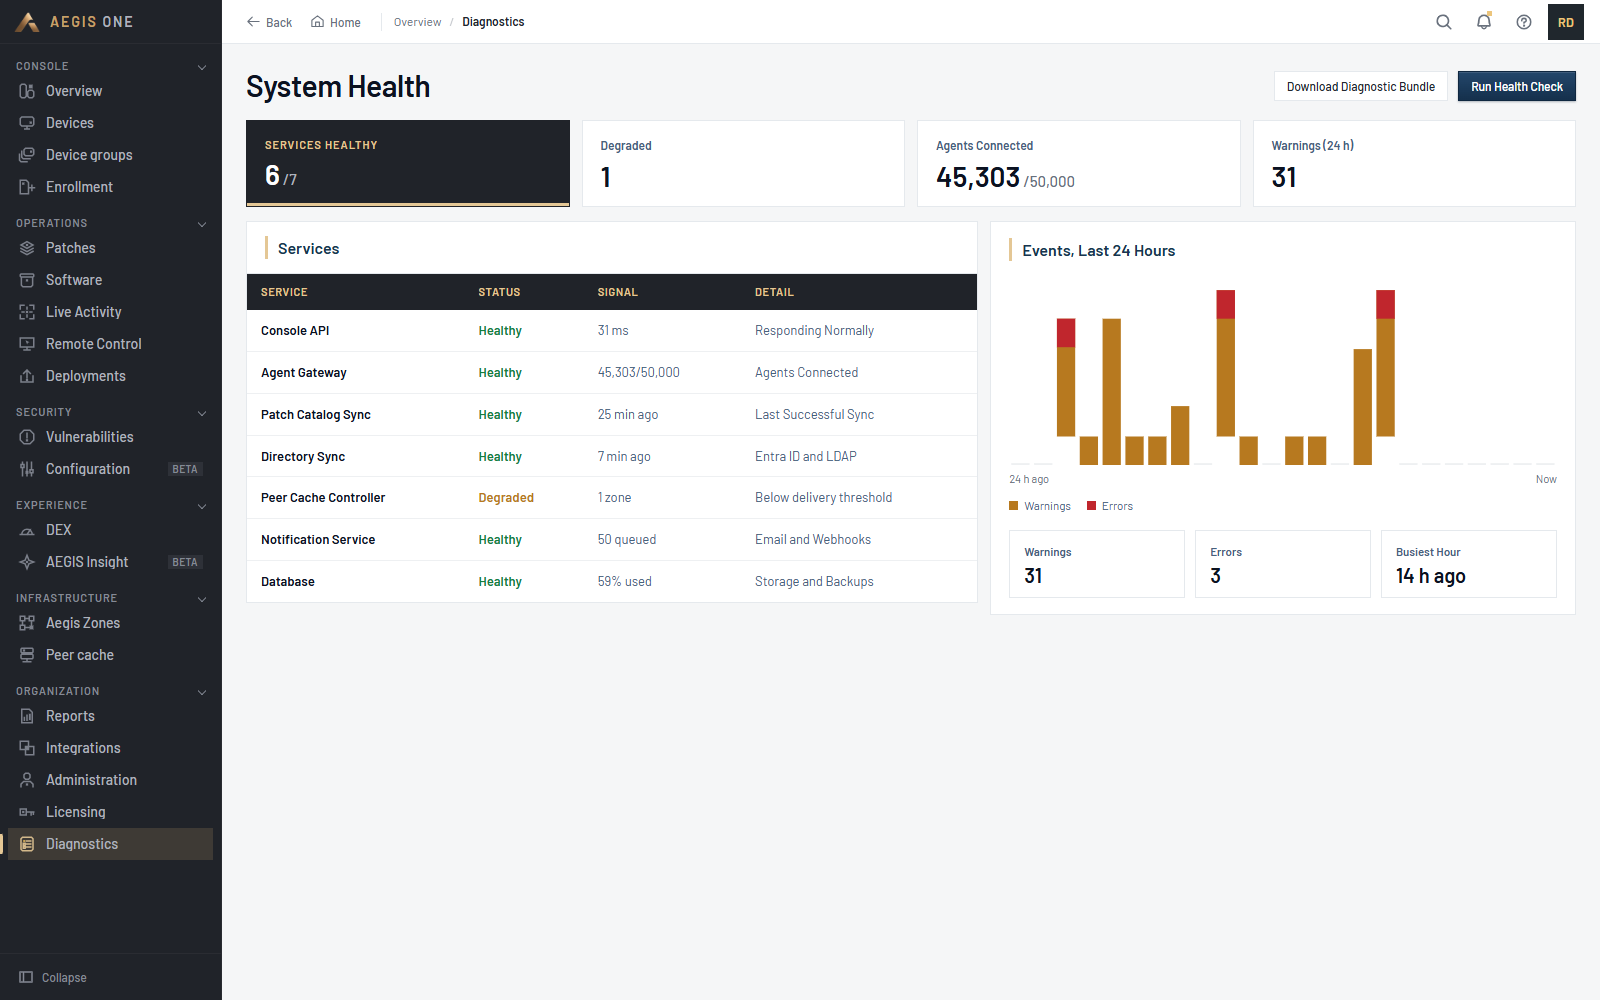 AEGIS ONE
Back
Home
Overview / Diagnostics
RD
CONSOLE
Overview
Devices
Device groups
Enrollment
OPERATIONS
Patches
Software
Live Activity
Remote Control
Deployments
SECURITY
Vulnerabilities
Configuration BETA
EXPERIENCE
DEX
AEGIS Insight BETA
INFRASTRUCTURE
Aegis Zones
Peer cache
ORGANIZATION
Reports
Integrations
Administration
Licensing
Diagnostics
Collapse
System Health
Download Diagnostic Bundle
Run Health Check
SERVICES HEALTHY
6 /7
Degraded
1
Agents Connected
45,303 /50,000
Warnings (24 h)
31
Services
SERVICE STATUS SIGNAL DETAIL
Console API Healthy 31 ms Responding Normally
Agent Gateway Healthy 45,303/50,000 Agents Connected
Patch Catalog Sync Healthy 25 min ago Last Successful Sync
Directory Sync Healthy 7 min ago Entra ID and LDAP
Peer Cache Controller Degraded 1 zone Below delivery threshold
Notification Service Healthy 50 queued Email and Webhooks
Database Healthy 59% used Storage and Backups
Events, Last 24 Hours
24 h ago Now
Warnings Errors
Warnings
31
Errors
3
Busiest Hour
14 h ago